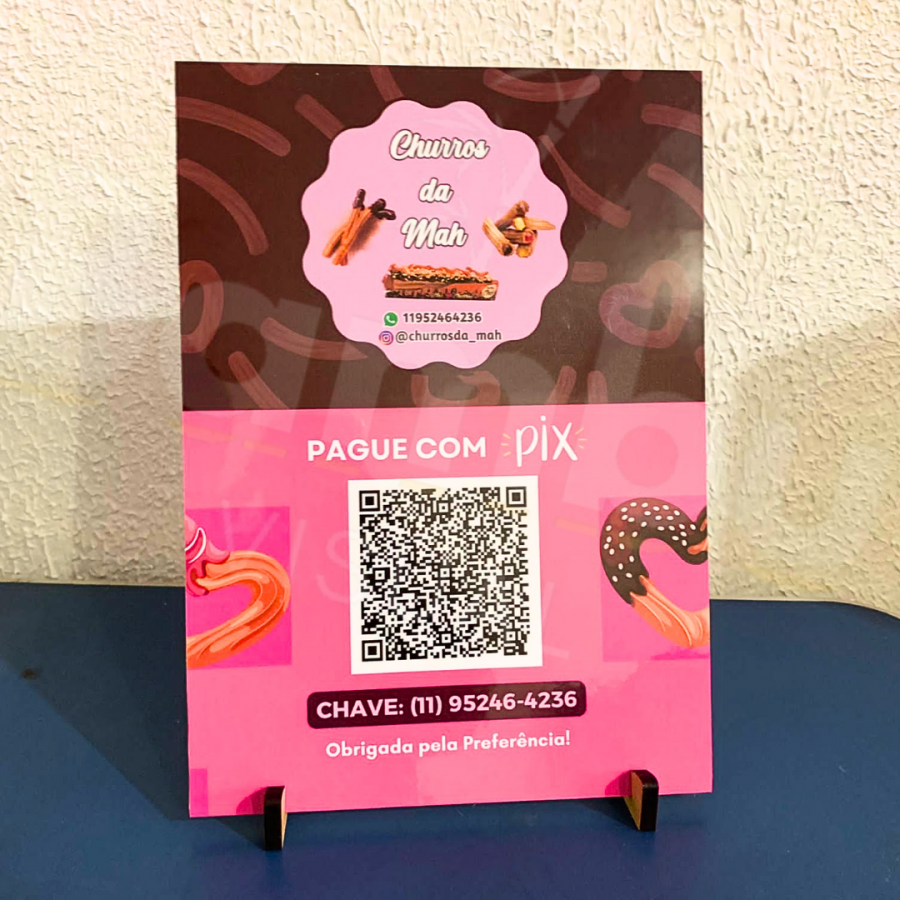 Churros
da
Mah
11952464236
@churrosda_mah
PAGUE COM pix
CHAVE: (11) 95246-4236
Obrigada pela Preferência!